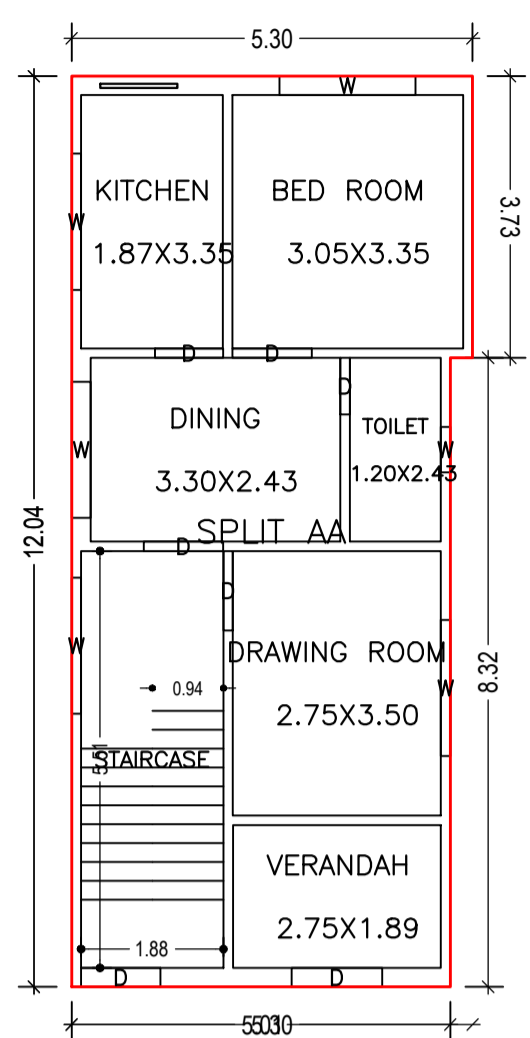 5.30
W
KITCHEN
BED ROOM
3.73
W
1.87X3.35
3.05X3.35
D
D
D
DINING
TOILET
W
W
3.30X2.43
1.20X2.43
12.04
SPLIT AA
D
D
W
DRAWING ROOM
8.32
0.94
W
2.75X3.50
STAIRCASE
5.51
VERANDAH
2.75X1.89
1.88
D
D